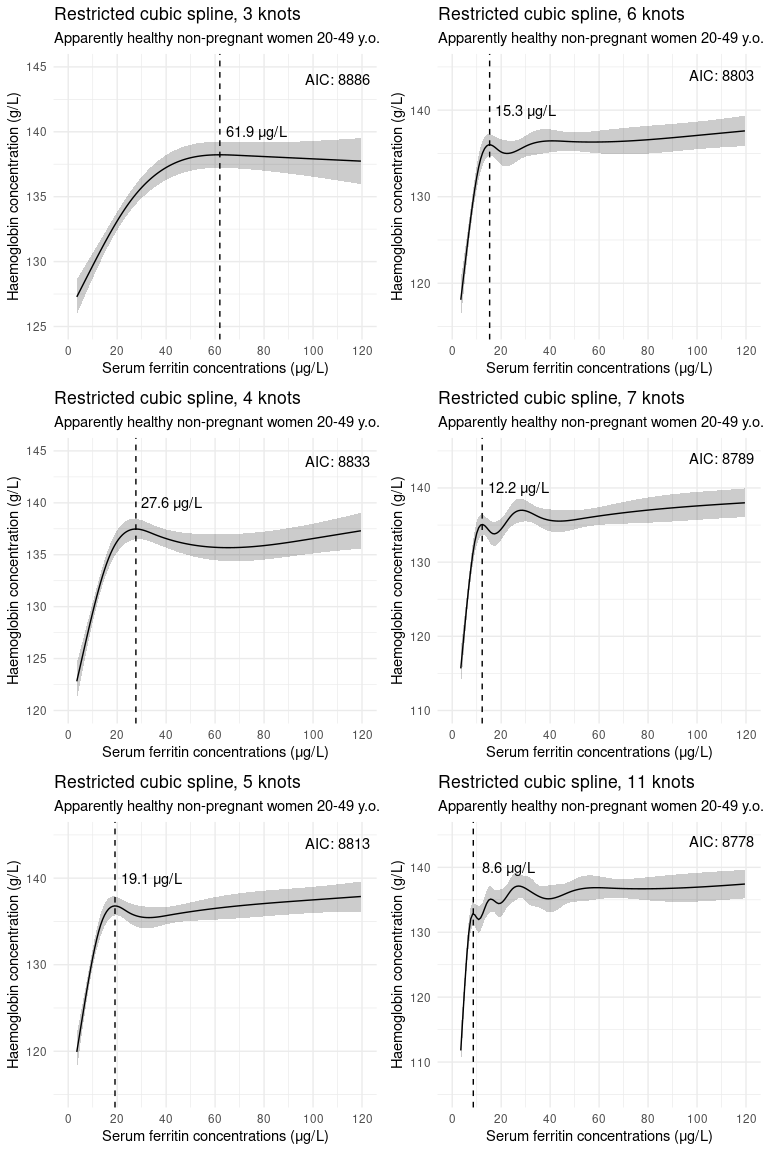 Restricted cubic spline, 3 knots
Apparently healthy non-pregnant women 20-49 y.o.
AIC: 8886
61.9 µg/L
Haemoglobin concentration (g/L)
145
140
135
130
125
0 20 40 60 80 100 120
Serum ferritin concentrations (µg/L)
Restricted cubic spline, 6 knots
Apparently healthy non-pregnant women 20-49 y.o.
AIC: 8803
15.3 µg/L
Haemoglobin concentration (g/L)
140
130
120
0 20 40 60 80 100 120
Serum ferritin concentrations (µg/L)
Restricted cubic spline, 4 knots
Apparently healthy non-pregnant women 20-49 y.o.
AIC: 8833
27.6 µg/L
Haemoglobin concentration (g/L)
145
140
135
130
125
120
0 20 40 60 80 100 120
Serum ferritin concentrations (µg/L)
Restricted cubic spline, 7 knots
Apparently healthy non-pregnant women 20-49 y.o.
AIC: 8789
12.2 µg/L
Haemoglobin concentration (g/L)
140
130
120
110
0 20 40 60 80 100 120
Serum ferritin concentrations (µg/L)
Restricted cubic spline, 5 knots
Apparently healthy non-pregnant women 20-49 y.o.
AIC: 8813
19.1 µg/L
Haemoglobin concentration (g/L)
140
130
120
0 20 40 60 80 100 120
Serum ferritin concentrations (µg/L)
Restricted cubic spline, 11 knots
Apparently healthy non-pregnant women 20-49 y.o.
AIC: 8778
8.6 µg/L
Haemoglobin concentration (g/L)
140
130
120
110
0 20 40 60 80 100 120
Serum ferritin concentrations (µg/L)